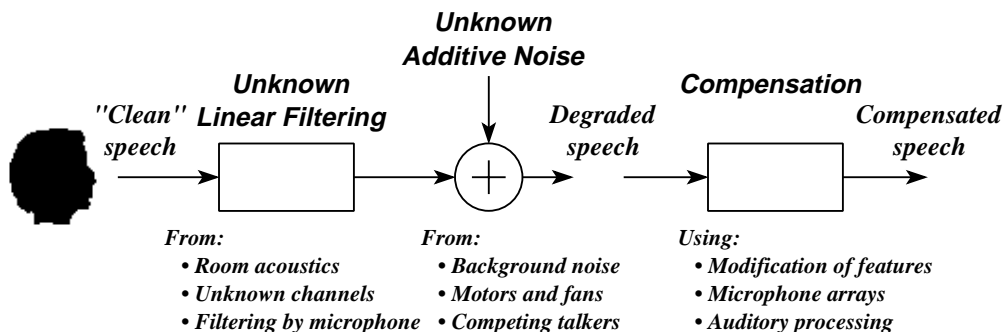 Unknown
Additive Noise
Unknown
Linear Filtering
Compensation
"Clean"
speech
Degraded
speech
Compensated
speech
+
From:
• Room acoustics
• Unknown channels
• Filtering by microphone
From:
• Background noise
• Motors and fans
• Competing talkers
Using:
• Modification of features
• Microphone arrays
• Auditory processing